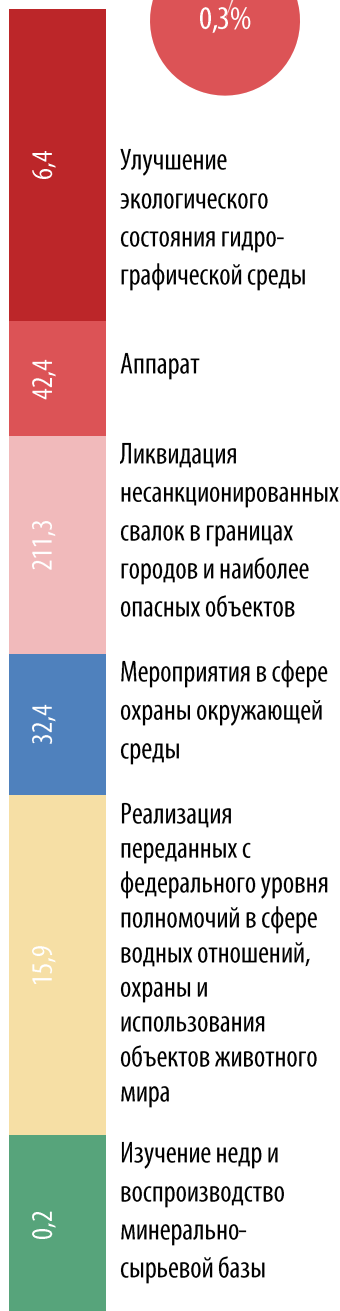 0,3%
6,4
Улучшение
экологического
состояния гидро-
графической среды
42,4
Аппарат
211,3
Ликвидация
несанкционированных
свалок в границах
городов и наиболее
опасных объектов
32,4
Мероприятия в сфере
охраны окружающей
среды
15,9
Реализация
переданных с
федерального уровня
полномочий в сфере
водных отношений,
охраны и
использования
объектов животного
мира
0,2
Изучение недр и
воспроизводство
минерально-
сырьевой базы